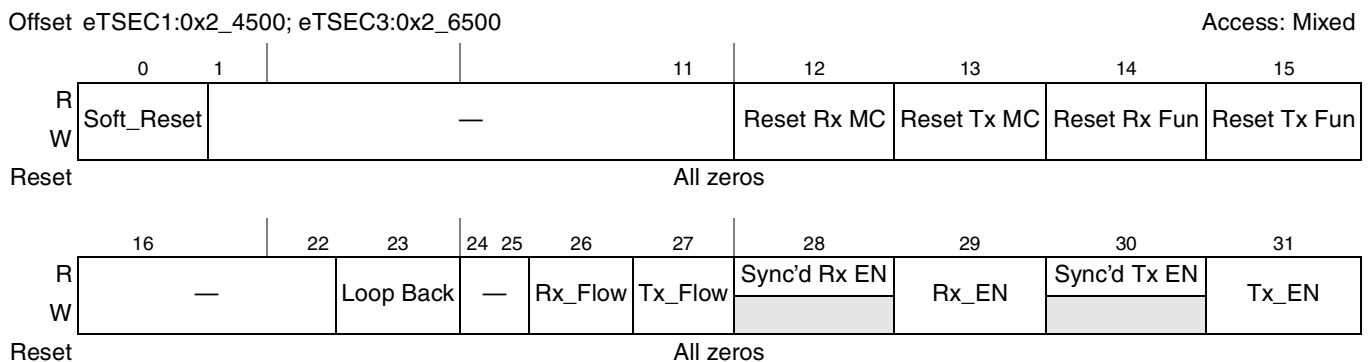 Offset eTSEC1:0x2_4500; eTSEC3:0x2_6500 Access: Mixed
0 1 11 12 13 14 15
R
W
Soft_Reset — Reset Rx MC Reset Tx MC Reset Rx Fun Reset Tx Fun
Reset All zeros
16 22 23 24 25 26 27 28 29 30 31
R
W
— Loop Back — Rx_Flow Tx_Flow Sync'd Rx EN Rx_EN Sync'd Tx EN Tx_EN
Reset All zeros